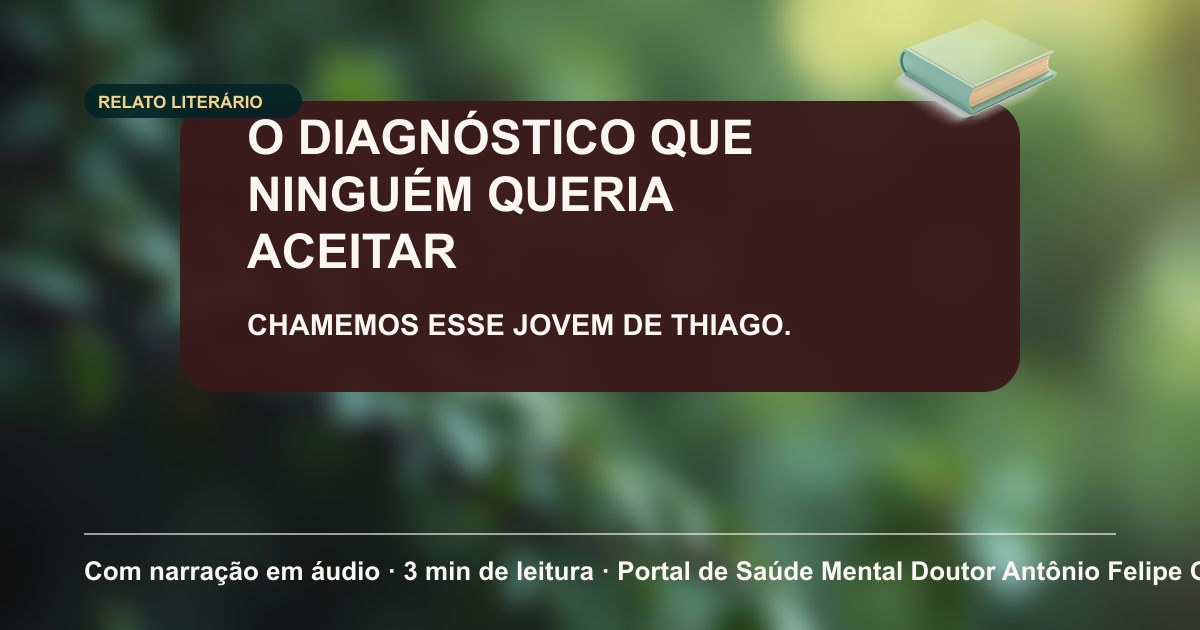 RELATO LITERÁRIO
O DIAGNÓSTICO QUE
NINGUÉM QUERIA
ACEITAR
CHAMEMOS ESSE JOVEM DE THIAGO.
Com narração em áudio · 3 min de leitura · Portal de Saúde Mental Doutor Antônio Felipe